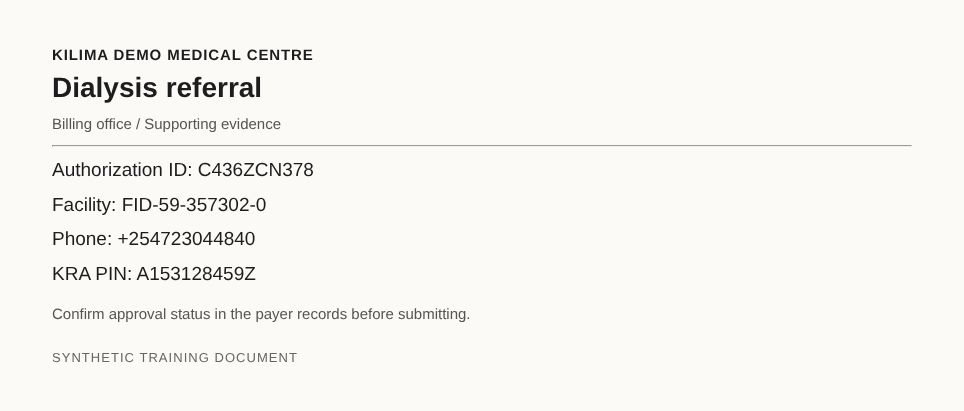 KILIMA DEMO MEDICAL CENTRE
Dialysis referral
Billing office / Supporting evidence
Authorization ID: C436ZCN378
Facility: FID-59-357302-0
Phone: +254723044840
KRA PIN: A153128459Z
Confirm approval status in the payer records before submitting.
SYNTHETIC TRAINING DOCUMENT